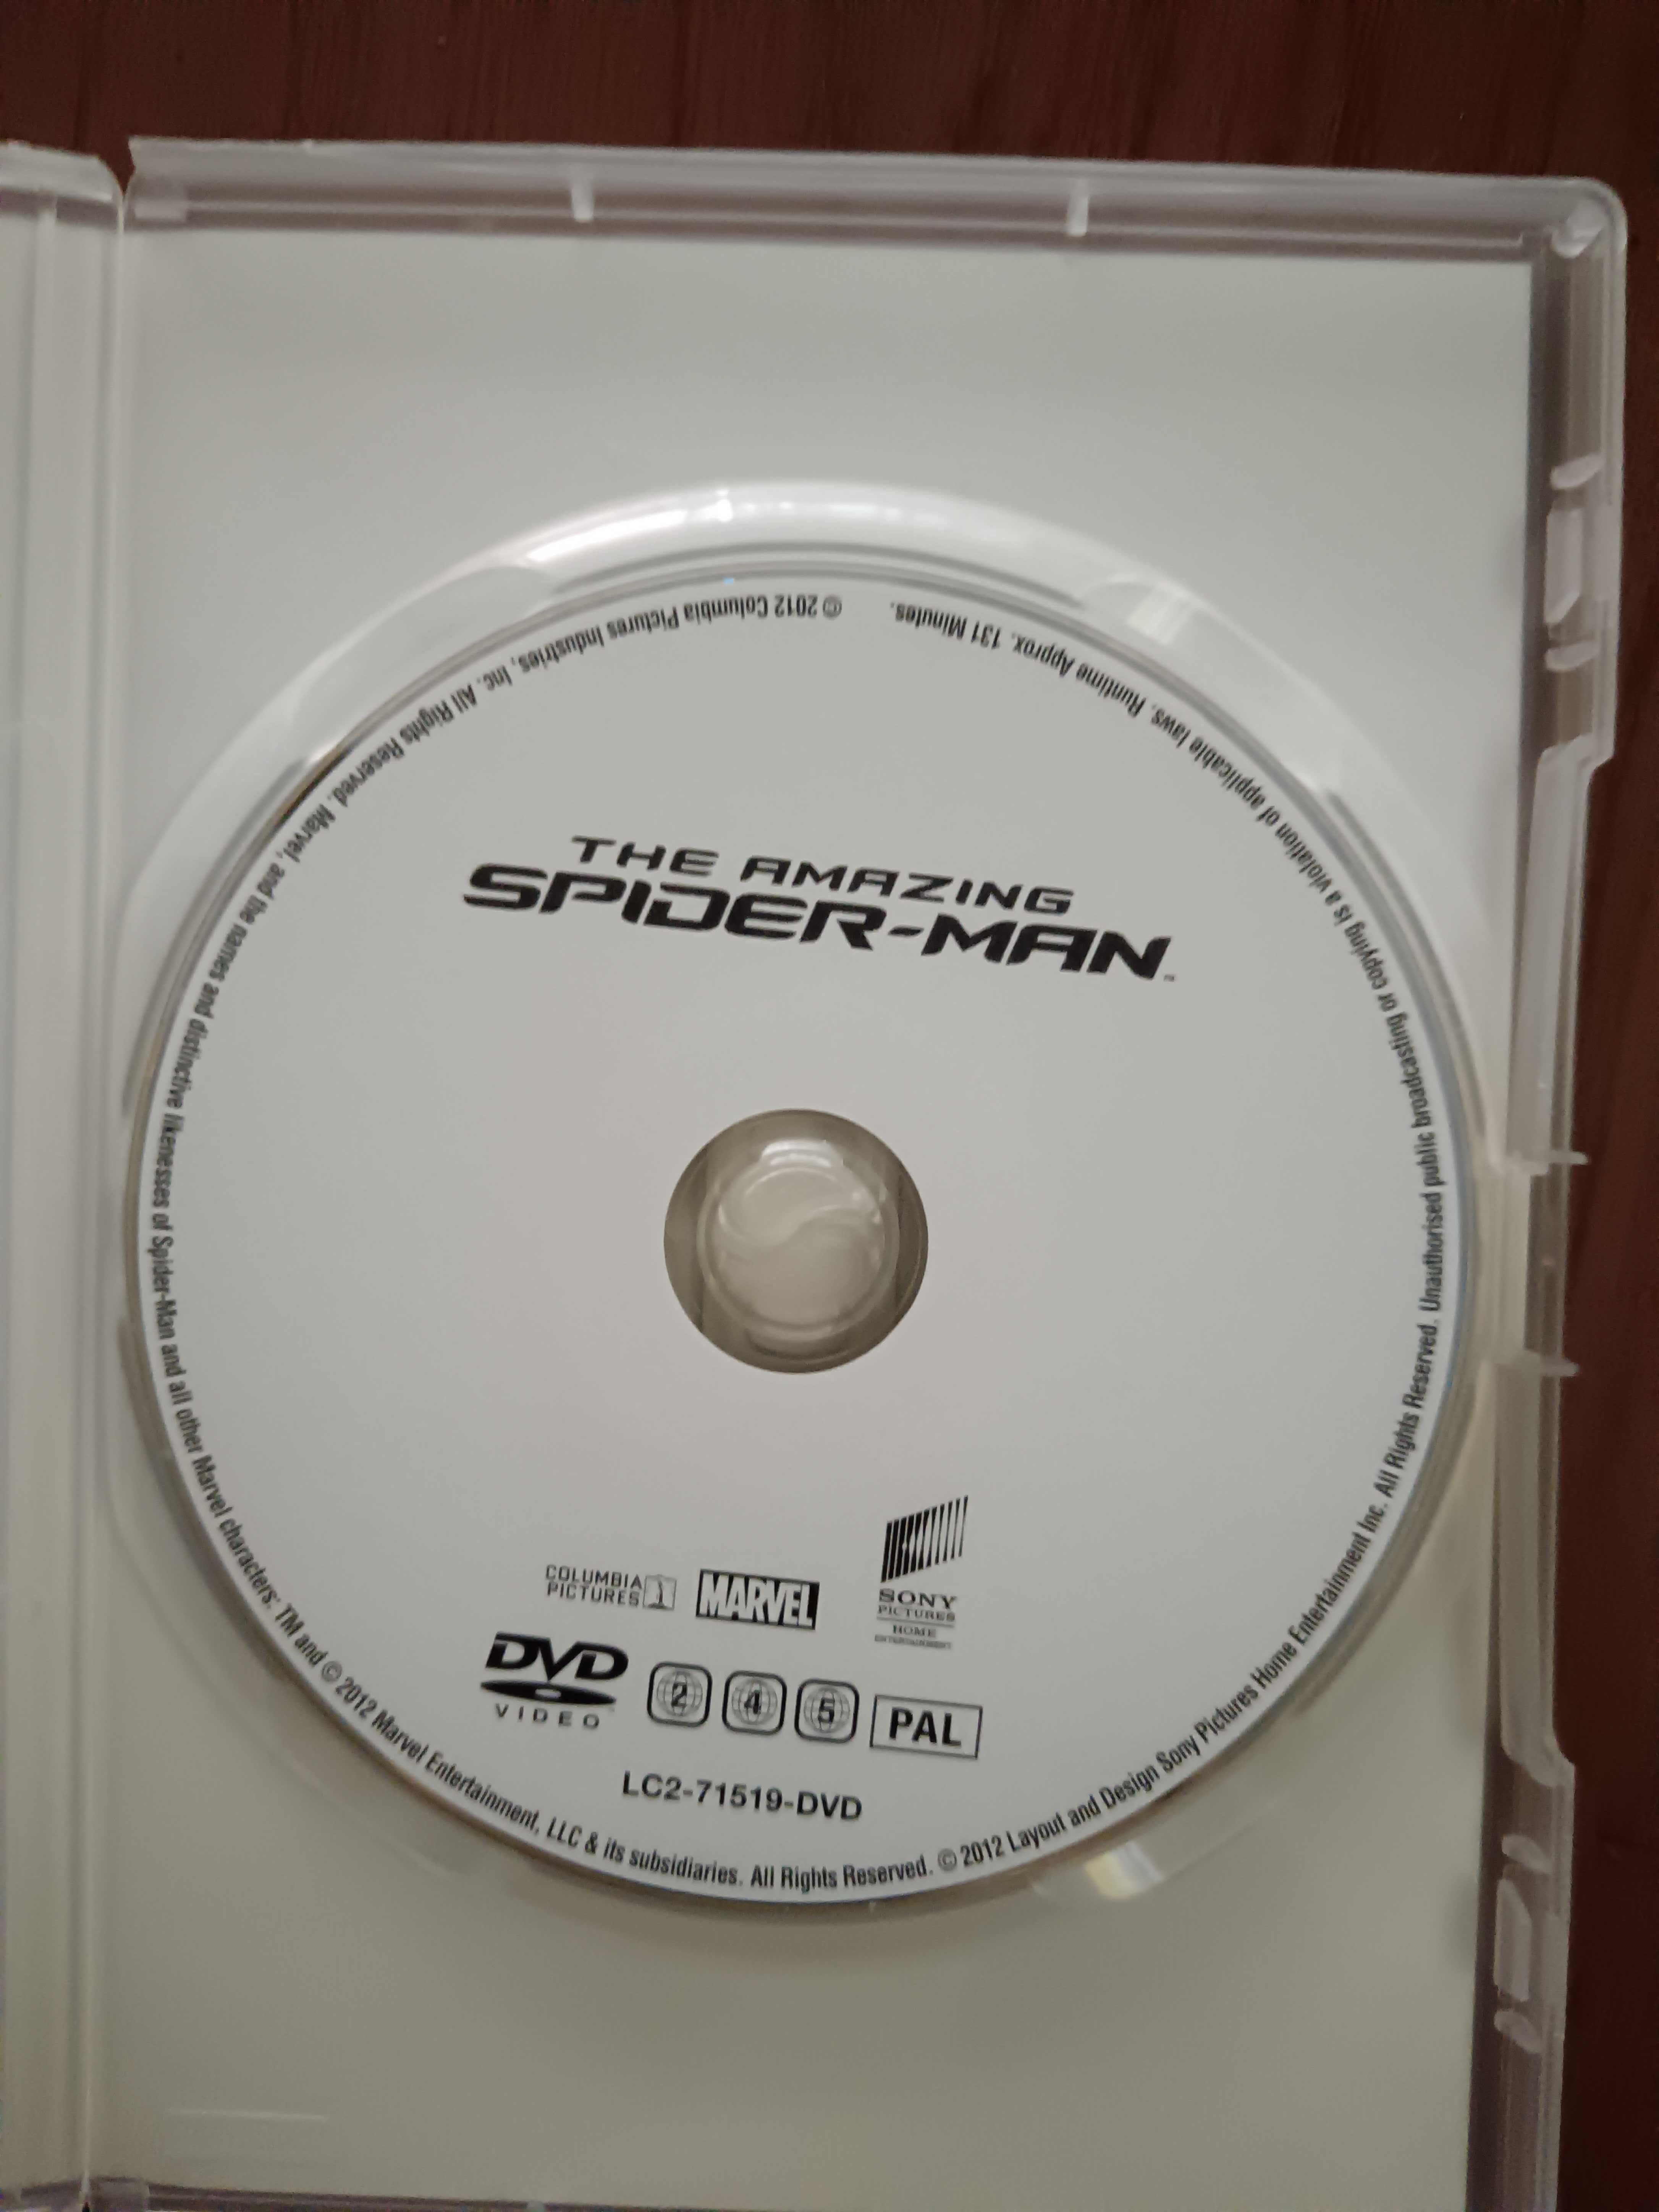 THE AMAZING
SPIDER-MAN™
COLUMBIA
PICTURES
MARVEL
SONY
PICTURES
HOME
ENTERTAINMENT
DVD
VIDEO
2 4 5 PAL
LC2-71519-DVD
© 2012 Columbia Pictures Industries, Inc. All Rights Reserved. Marvel, and the names and distinctive likenesses of Spider-Man and all other Marvel characters: TM and © 2012 Marvel Entertainment, LLC & its subsidiaries. All Rights Reserved. © 2012 Layout and Design Sony Pictures Home Entertainment Inc. All Rights Reserved. Unauthorised public broadcasting or copying is a violation of applicable laws. Runtime Approx. 131 Minutes.